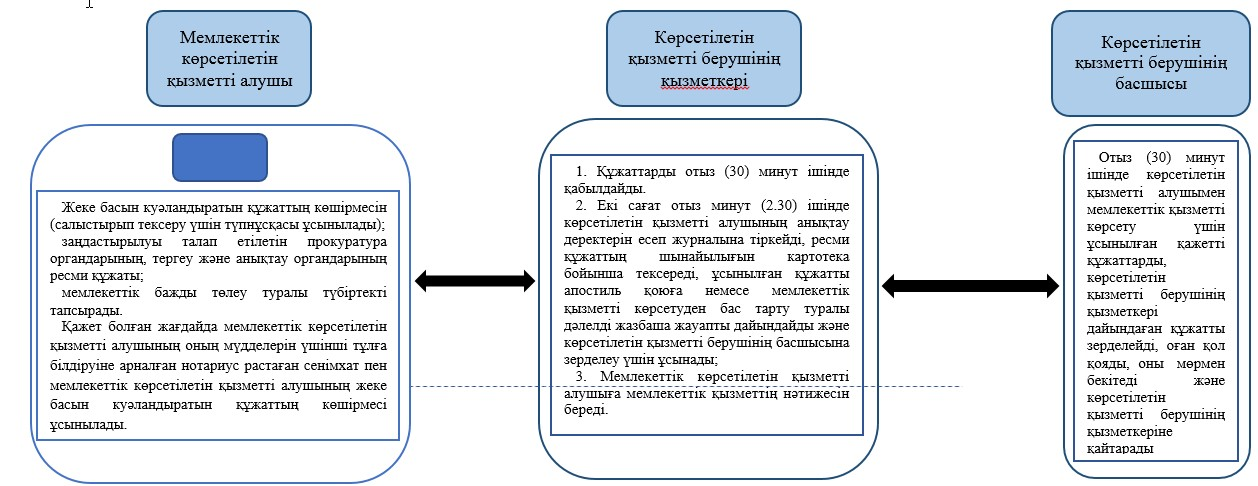 Мемлекеттік
көрсетілетін
қызметті алушы
Көрсетілетін
қызметті берушінің
қызметкері
Көрсетілетін
қызметті берушінің
басшысы
Жеке басын куәландыратын құжаттың көшірмесін
(салыстырып тексеру үшін түпнұсқасы ұсынылады);
заңдастырылуы талап етілетін прокуратура
органдарының, тергеу және анықтау органдарының
ресми құжаты;
мемлекеттік бажды төлеу туралы түбіртекті
тапсырады.
Қажет болған жағдайда мемлекеттік көрсетілетін
қызметті алушының оның мүдделерін үшінші тұлға
білдіруіне арналған нотариус растаған сенімхат пен
мемлекеттік көрсетілетін қызметті алушының жеке
басын куәландыратын құжаттың көшірмесі
ұсынылады.
1. Құжаттарды отыз (30) минут ішінде
қабылдайды.
2. Екі сағат отыз минут (2.30) ішінде
көрсетілетін қызметті алушының анықтау
деректерін есеп журналына тіркейді, ресми
құжаттың шынайылығын картотека
бойынша тексереді, ұсынылған құжатты
апостиль қоюға немесе мемлекеттік
қызметті көрсетуден бас тарту туралы
дәлелді жазбаша жауапты дайындайды және
көрсетілетін қызметті берушінің басшысына
зерделеу үшін ұсынады;
3. Мемлекеттік көрсетілетін қызметті
алушыға мемлекеттік қызметтің нәтижесін
береді.
Отыз (30) минут
ішінде көрсетілетін
қызметті алушымен
мемлекеттік қызметті
көрсету үшін
ұсынылған қажетті
құжаттарды,
көрсетілетін
қызметті берушінің
қызметкері
дайындаған құжатты
зерделейді, оған қол
қояды, оны мөрмен
бекітеді және
көрсетілетін
қызметті берушінің
қызметкеріне
қайтарады